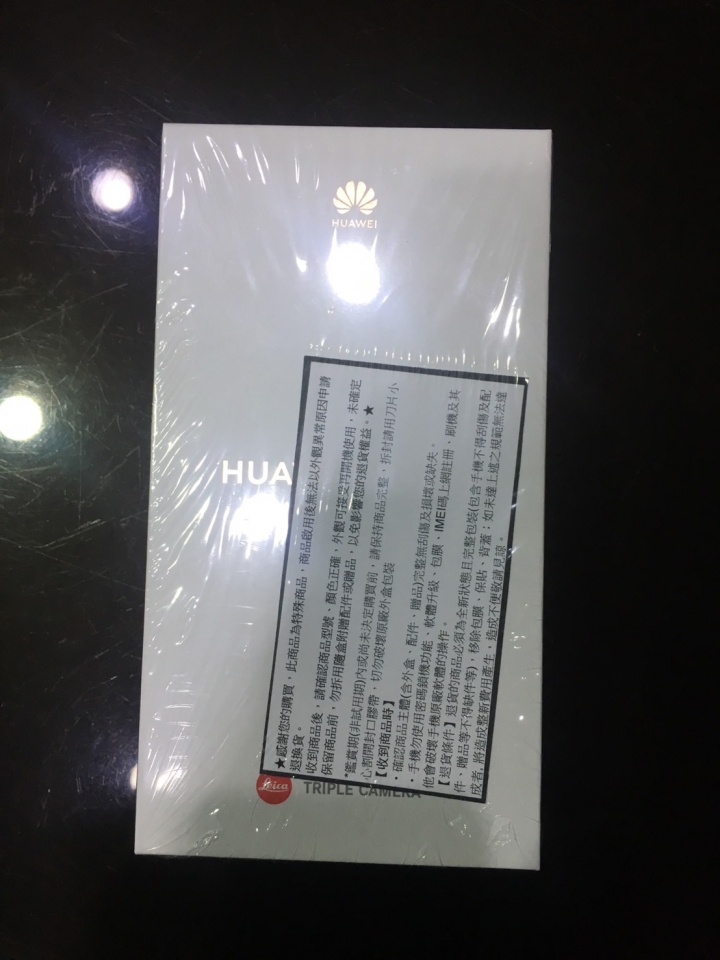 HUAWEI
HUA
★感謝您的購買，此商品為特殊商品，商品啟用後無法以外觀異常原因申請
退換貨。
收到商品後，請確認商品型號、顏色正確，外觀可接受再開機使用，未確定
保留商品前，勿拆用隨盒附贈配件或贈品，以免影響您的退貨權益。★
*鑑賞期(非試用期)內或尚未決定購買前，請保持商品完整，拆封請用刀片小
心割開封口膠帶，切勿破壞原廠外盒包裝
【收到商品時】
・確認商品主體(含外盒、配件、贈品)完整無刮傷及損壞或缺失。
・手機勿使用密碼鎖機功能、軟體升級、包膜、IMEI碼上網註冊、刷機及其
他會破壞手機原廠軟體的操作。
【退貨條件】退貨的商品必須為全新狀態且完整包裝(包含手機不得刮傷及配
件、贈品等不得缺件等)，移除包膜、保貼、背蓋；如未達上述之規範無法達
成者,將造成整新費用產生，造成不便敬請見諒。
Leica
TRIPLE CAMERA